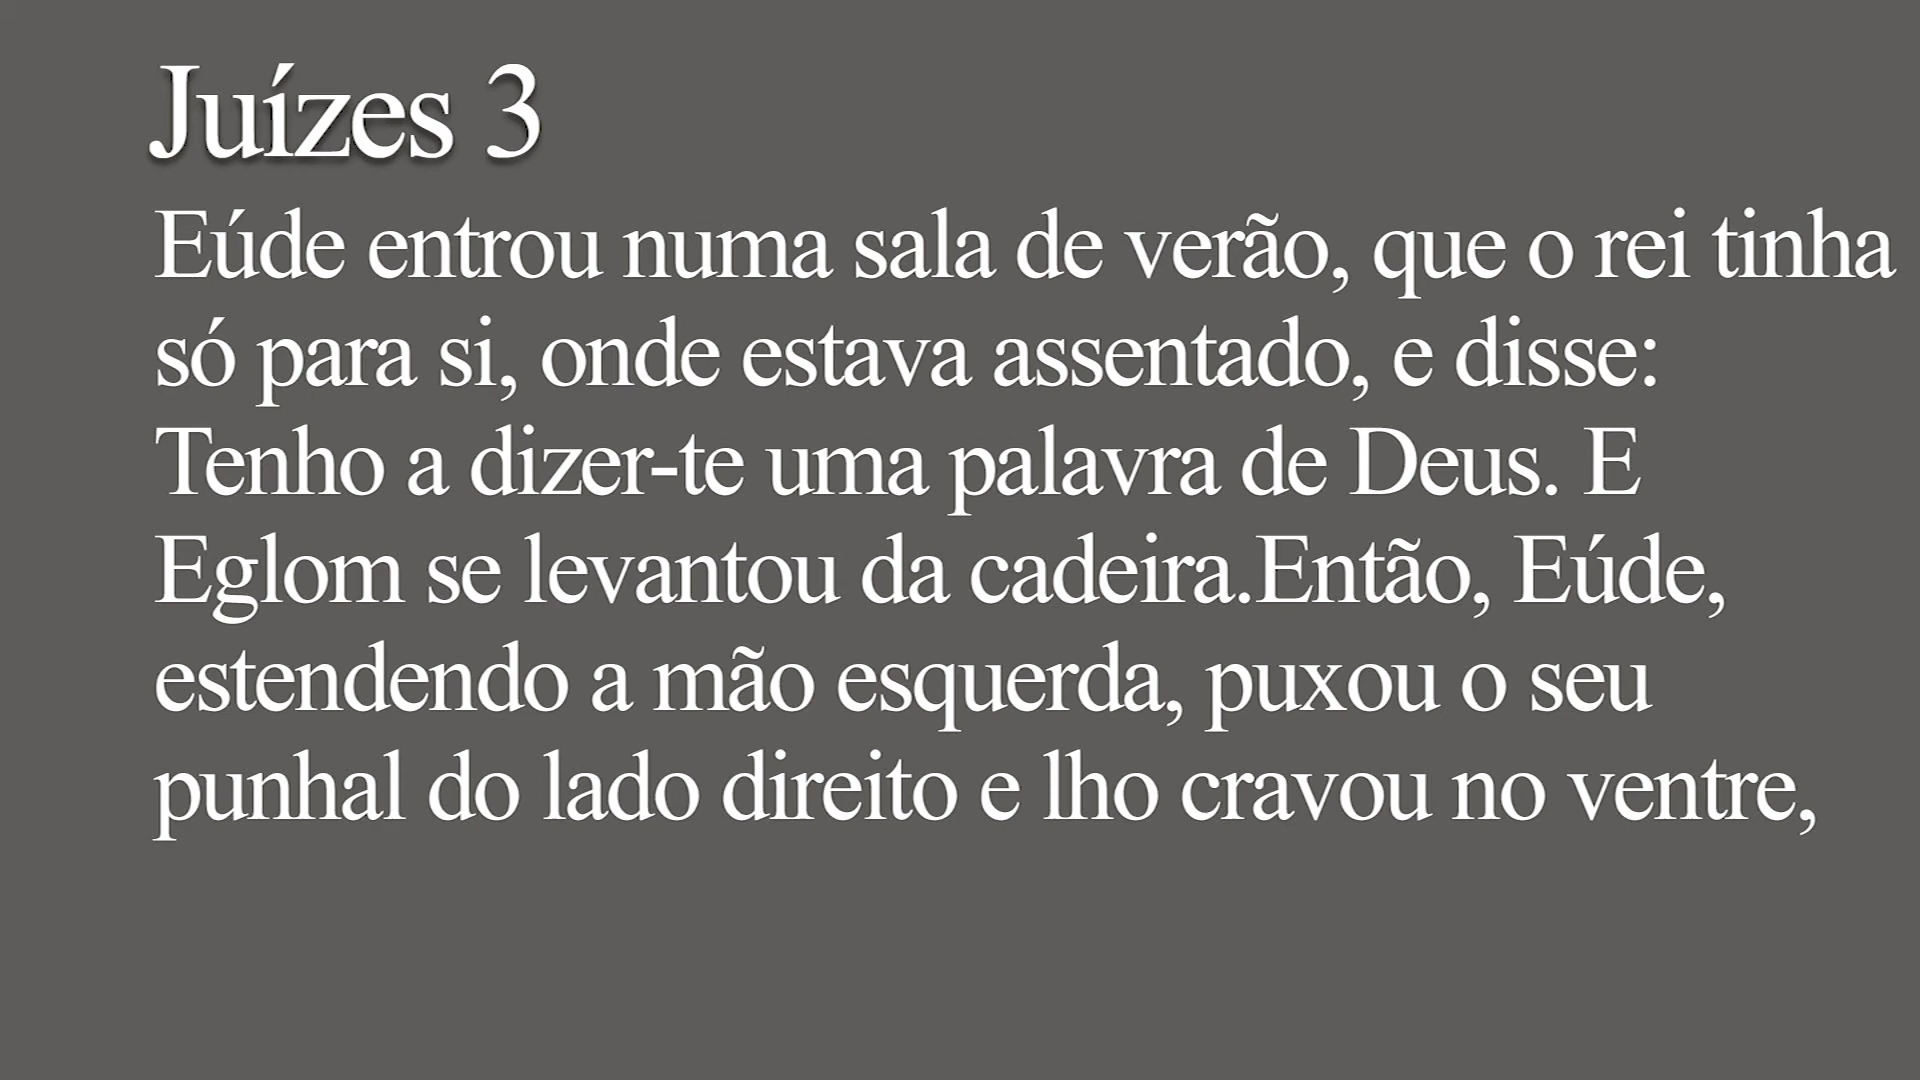 Juízes 3
Eúde entrou numa sala de verão, que o rei tinha
só para si, onde estava assentado, e disse:
Tenho a dizer-te uma palavra de Deus. E
Eglom se levantou da cadeira.Então, Eúde,
estendendo a mão esquerda, puxou o seu
punhal do lado direito e lho cravou no ventre,